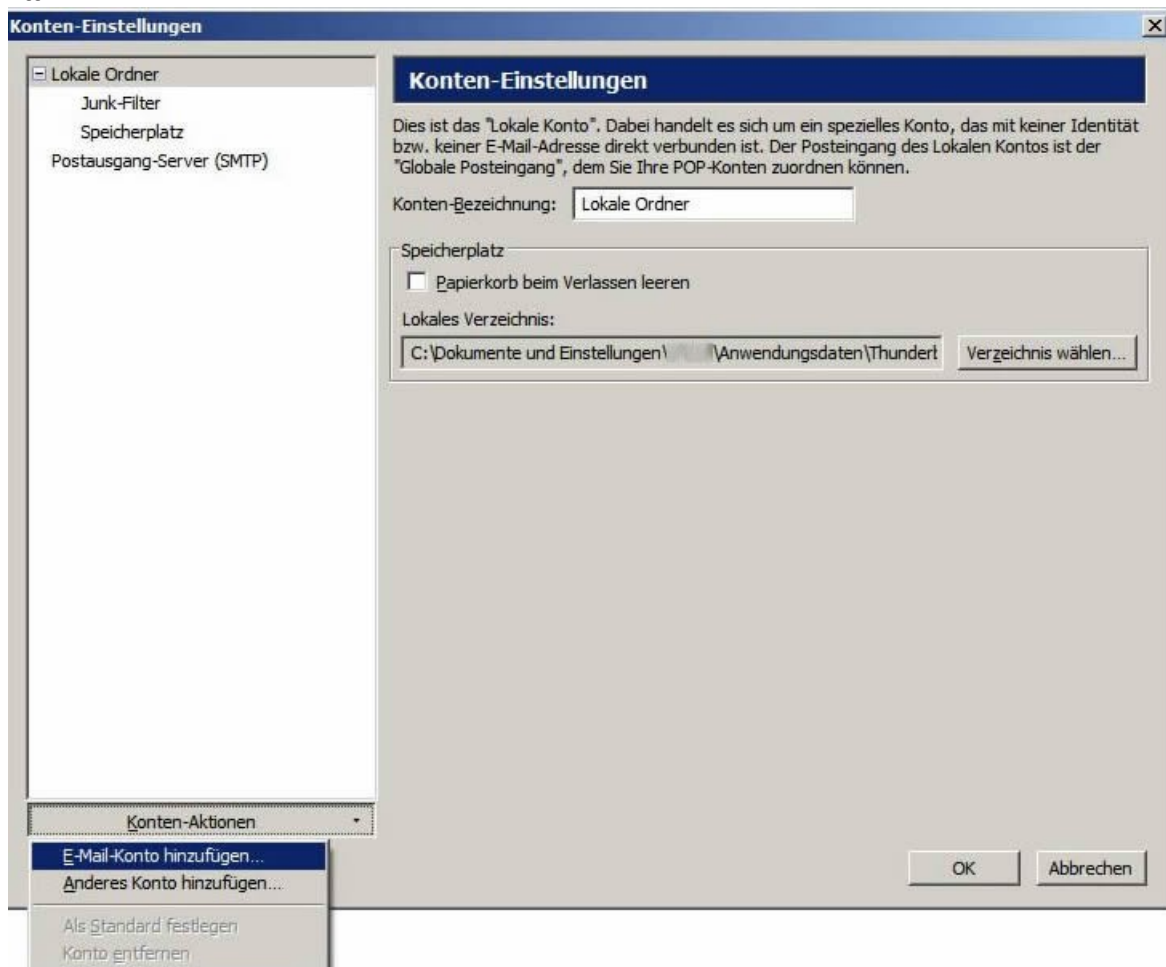 Konten-Einstellungen
Lokale Ordner
Junk-Filter
Speicherplatz
Postausgang-Server (SMTP)
Konten-Einstellungen
Dies ist das "Lokale Konto". Dabei handelt es sich um ein spezielles Konto, das mit keiner Identität
bzw. keiner E-Mail-Adresse direkt verbunden ist. Der Posteingang des Lokalen Kontos ist der
"Globale Posteingang", dem Sie Ihre POP-Konten zuordnen können.
Konten-Bezeichnung: Lokale Ordner
Speicherplatz
Papierkorb beim Verlassen leeren
Lokales Verzeichnis:
C:\Dokumente und Einstellungen\ \Anwendungsdaten\Thundert Verzeichnis wählen...
Konten-Aktionen
E-Mail-Konto hinzufügen...
Anderes Konto hinzufügen...
Als Standard festlegen
Konto entfernen
OK Abbrechen